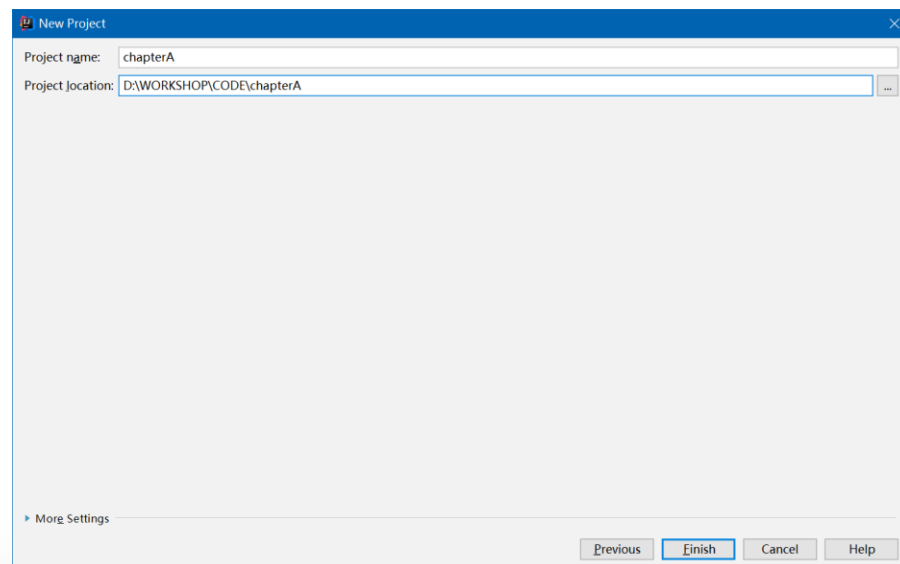 New Project
Project name: chapterA
Project location: D:\WORKSHOP\CODE\chapterA ...
More Settings
Previous Finish Cancel Help